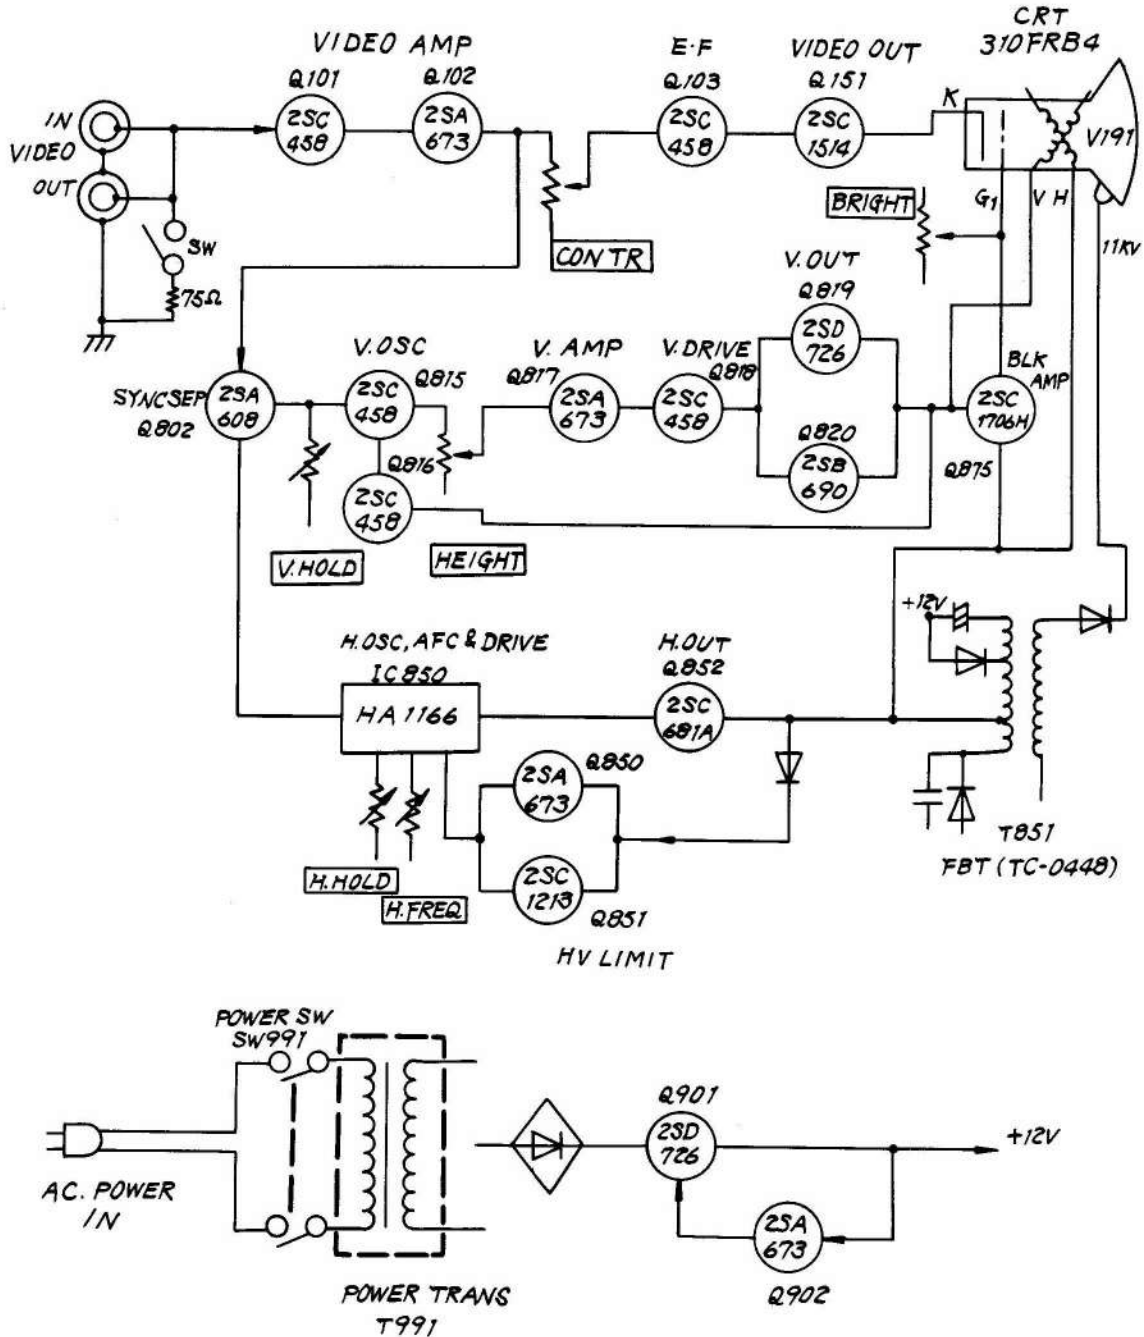 CRT
310FRB4
VIDEO AMP
E·F
VIDEO OUT
Q101
Q102
Q103
Q151
K
IN
VIDEO
OUT
2SC
458
2SA
673
2SC
458
2SC
1514
V191
SW
75Ω
CONTR
BRIGHT
G1
V H
11KV
V.OUT
Q819
2SD
726
V.OSC
Q815
V. AMP
Q817
V.DRIVE
Q818
BLK
AMP
SYNCSEP
Q802
2SA
608
2SC
458
2SA
673
2SC
458
2SC
1706H
Q875
Q816
2SC
458
Q820
2SB
690
V.HOLD
HEIGHT
+12V
H.OSC, AFC & DRIVE
IC850
HA1166
H.OUT
Q852
2SC
681A
2SA
673
Q850
2SC
1213
Q851
H.HOLD
H.FREQ
HV LIMIT
T851
FBT (TC-0448)
POWER SW
SW991
AC. POWER
IN
POWER TRANS
T991
Q901
2SD
726
+12V
2SA
673
Q902